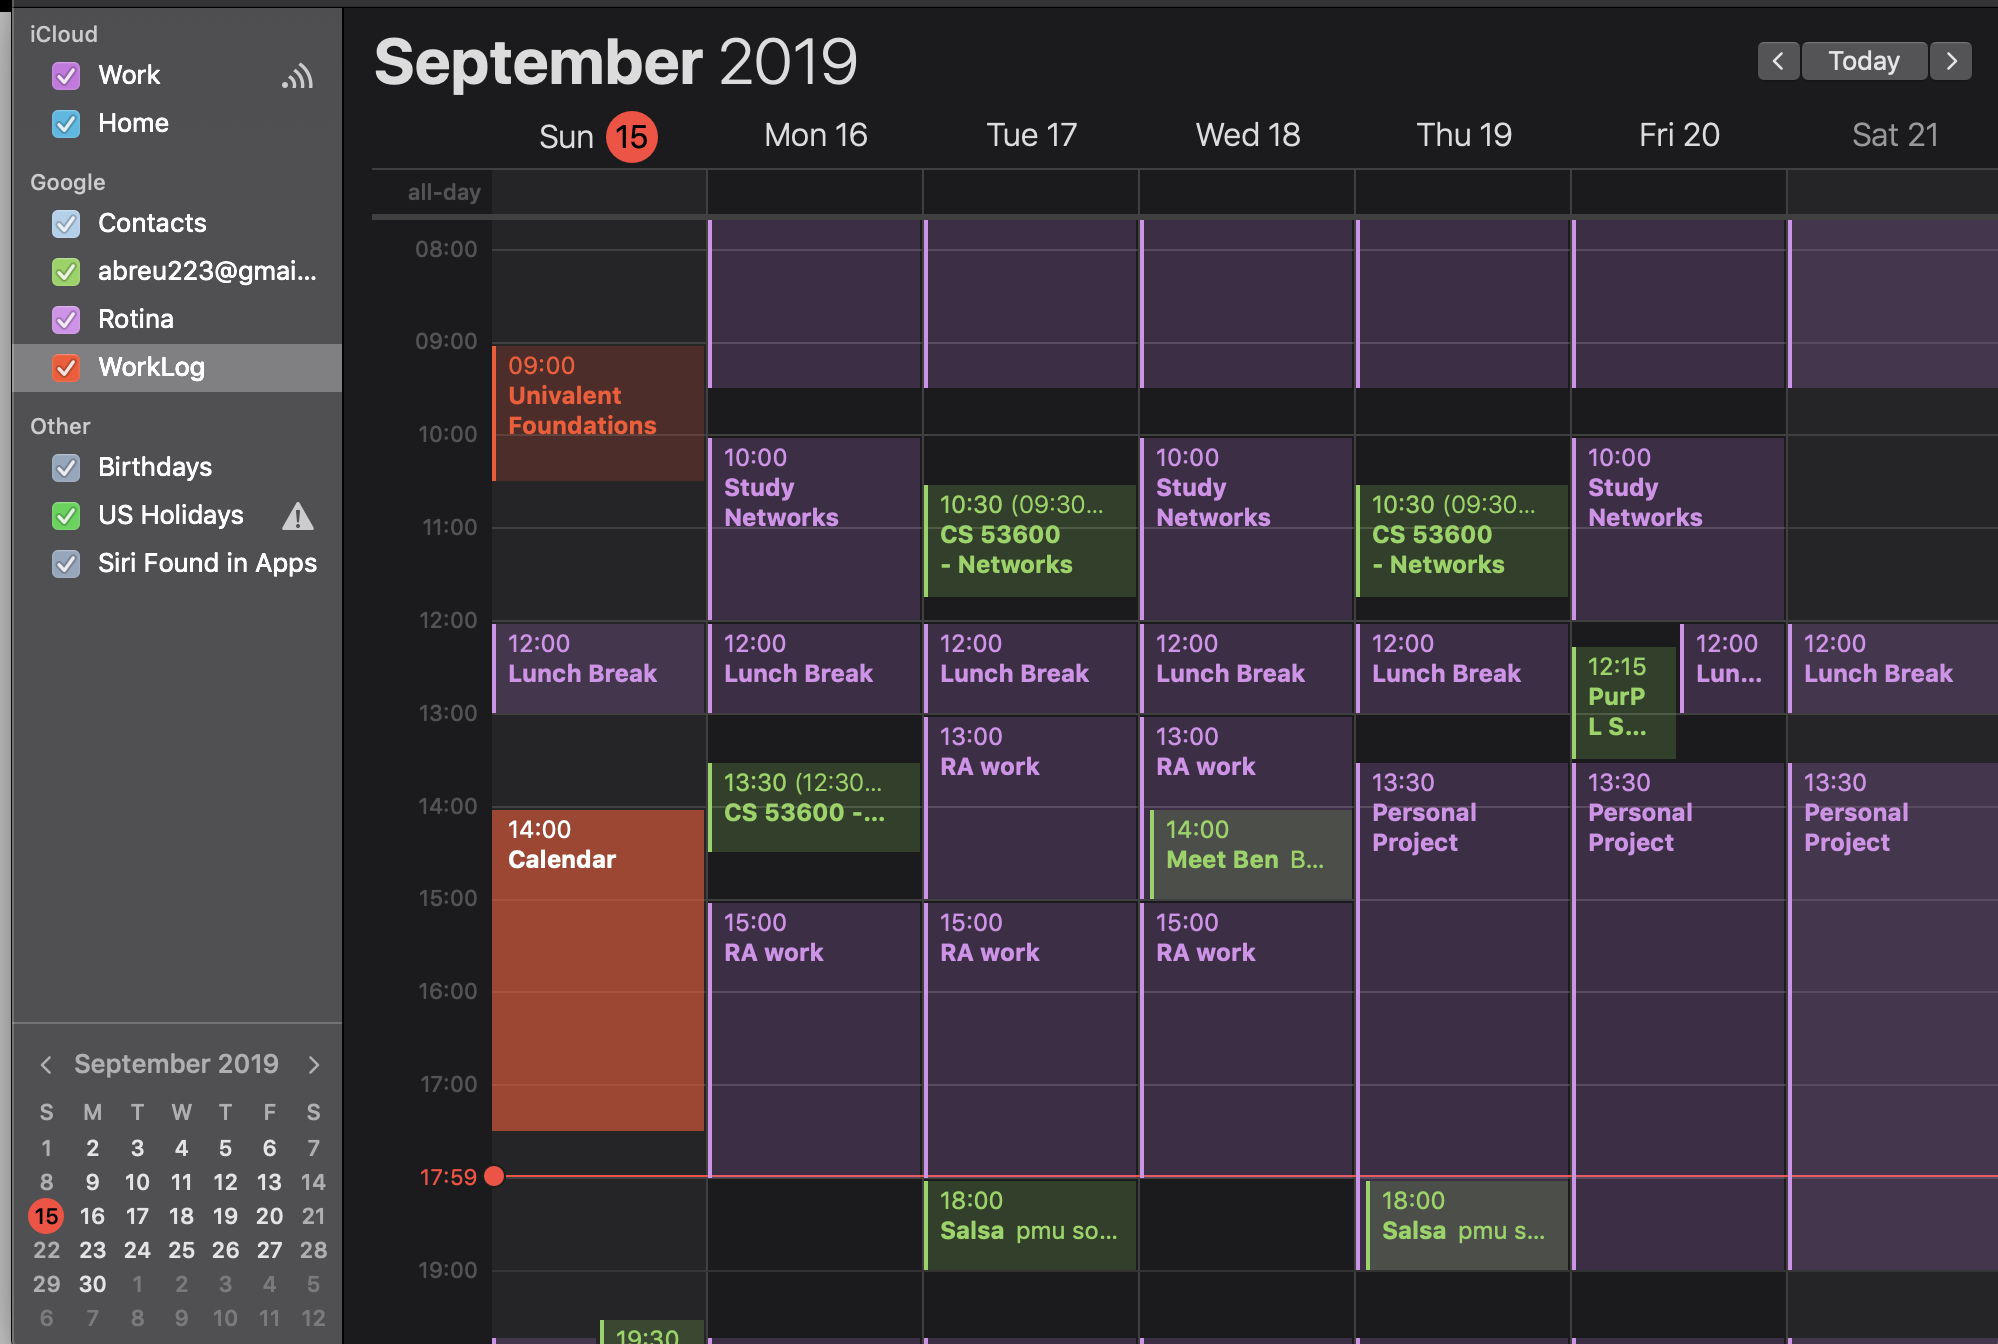 iCloud
Work
Home
Google
Contacts
abreu223@gmai...
Rotina
WorkLog
Other
Birthdays
US Holidays
Siri Found in Apps
September 2019
S M T W T F S
1 2 3 4 5 6 7
8 9 10 11 12 13 14
15 16 17 18 19 20 21
22 23 24 25 26 27 28
29 30 1 2 3 4 5
6 7 8 9 10 11 12
September 2019
Today
Sun 15 Mon 16 Tue 17 Wed 18 Thu 19 Fri 20 Sat 21
all-day
08:00
09:00
10:00
11:00
12:00
13:00
14:00
15:00
16:00
17:00
17:59
19:00
09:00
Univalent
Foundations
12:00
Lunch Break
14:00
Calendar
19:30
10:00
Study
Networks
12:00
Lunch Break
13:30 (12:30...
CS 53600 -...
15:00
RA work
10:30 (09:30...
CS 53600
- Networks
12:00
Lunch Break
13:00
RA work
15:00
RA work
18:00
Salsa pmu so...
10:00
Study
Networks
12:00
Lunch Break
13:00
RA work
14:00
Meet Ben B...
15:00
RA work
10:30 (09:30...
CS 53600
- Networks
12:00
Lunch Break
13:30
Personal
Project
18:00
Salsa pmu s...
10:00
Study
Networks
12:15
PurP
L S...
12:00
Lun...
13:30
Personal
Project
12:00
Lunch Break
13:30
Personal
Project